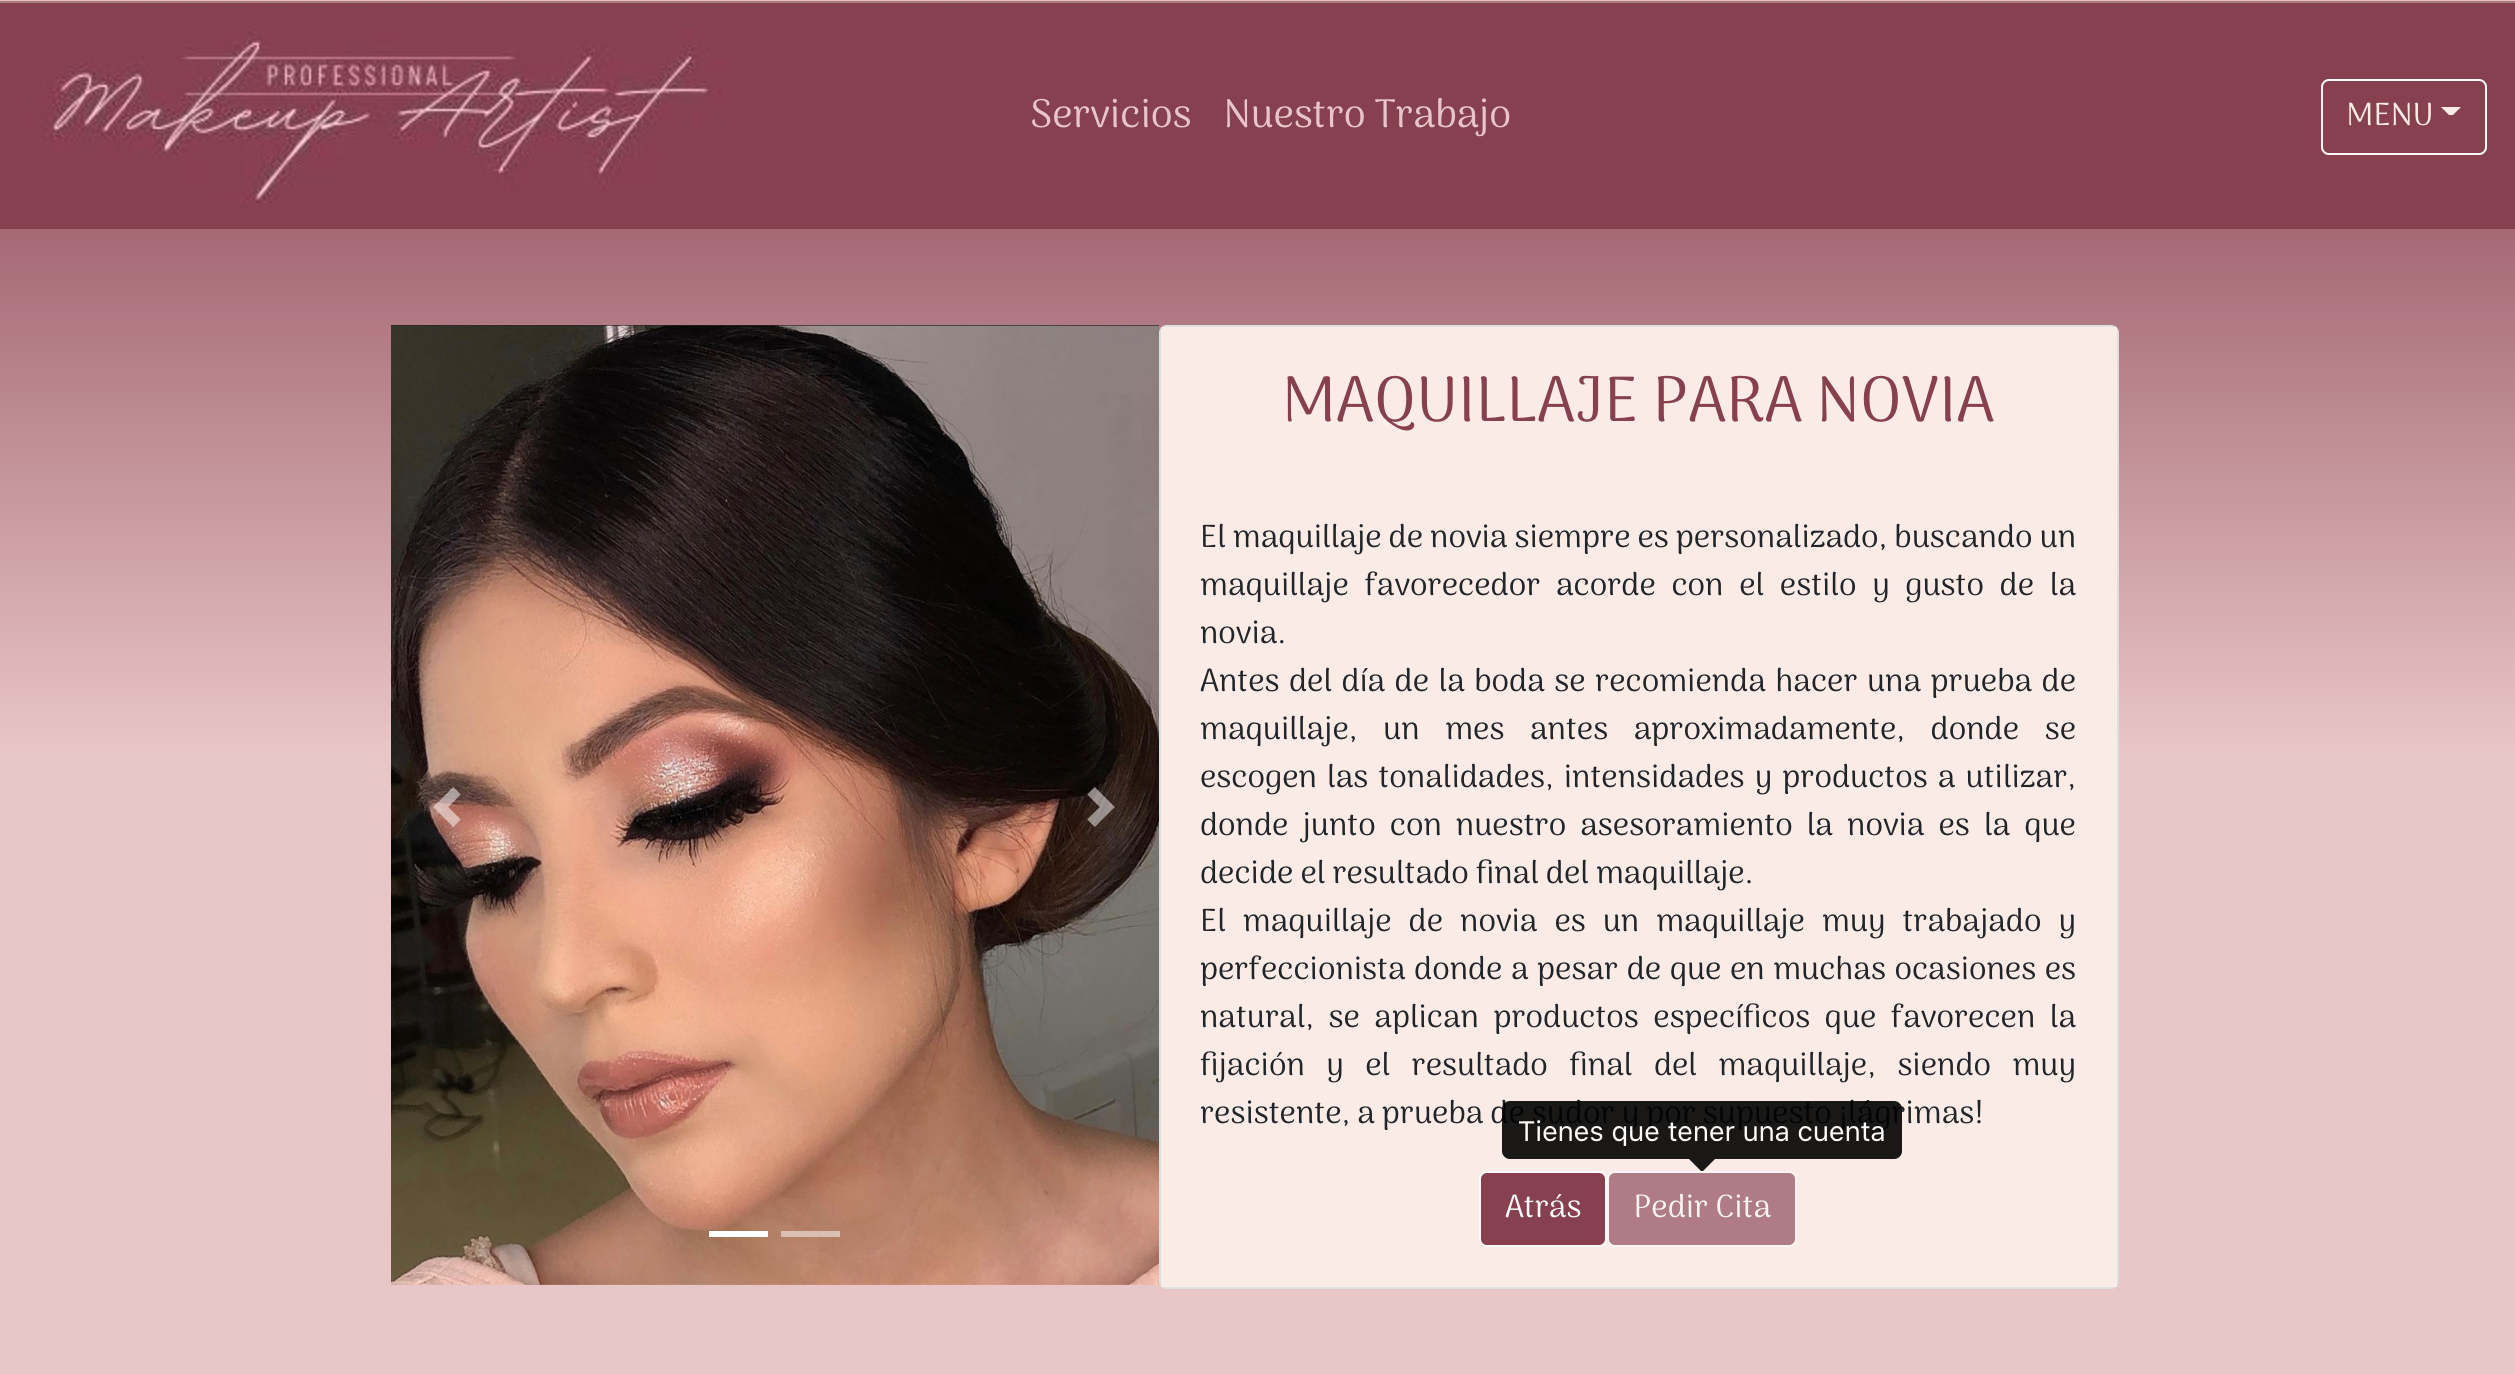 PROFESSIONAL
Makeup Artist
Servicios
Nuestro Trabajo
MENU
MAQUILLAJE PARA NOVIA
El maquillaje de novia siempre es personalizado, buscando un
maquillaje favorecedor acorde con el estilo y gusto de la
novia.
Antes del día de la boda se recomienda hacer una prueba de
maquillaje, un mes antes aproximadamente, donde se
escogen las tonalidades, intensidades y productos a utilizar,
donde junto con nuestro asesoramiento la novia es la que
decide el resultado final del maquillaje.
El maquillaje de novia es un maquillaje muy trabajado y
perfeccionista donde a pesar de que en muchas ocasiones es
natural, se aplican productos específicos que favorecen la
fijación y el resultado final del maquillaje, siendo muy
resistente, a prueba de sudor y por supuesto ¡lágrimas!
Tienes que tener una cuenta
Atrás
Pedir Cita